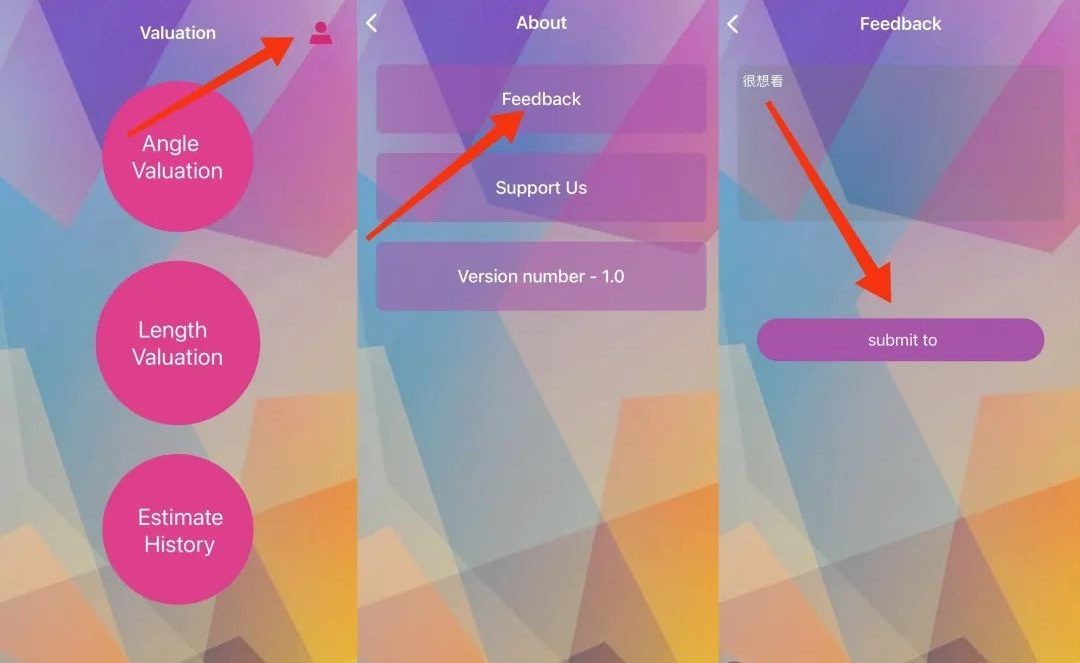 Valuation
Angle
Valuation
Length
Valuation
Estimate
History
About
Feedback
Support Us
Version number - 1.0
Feedback
很想看
submit to